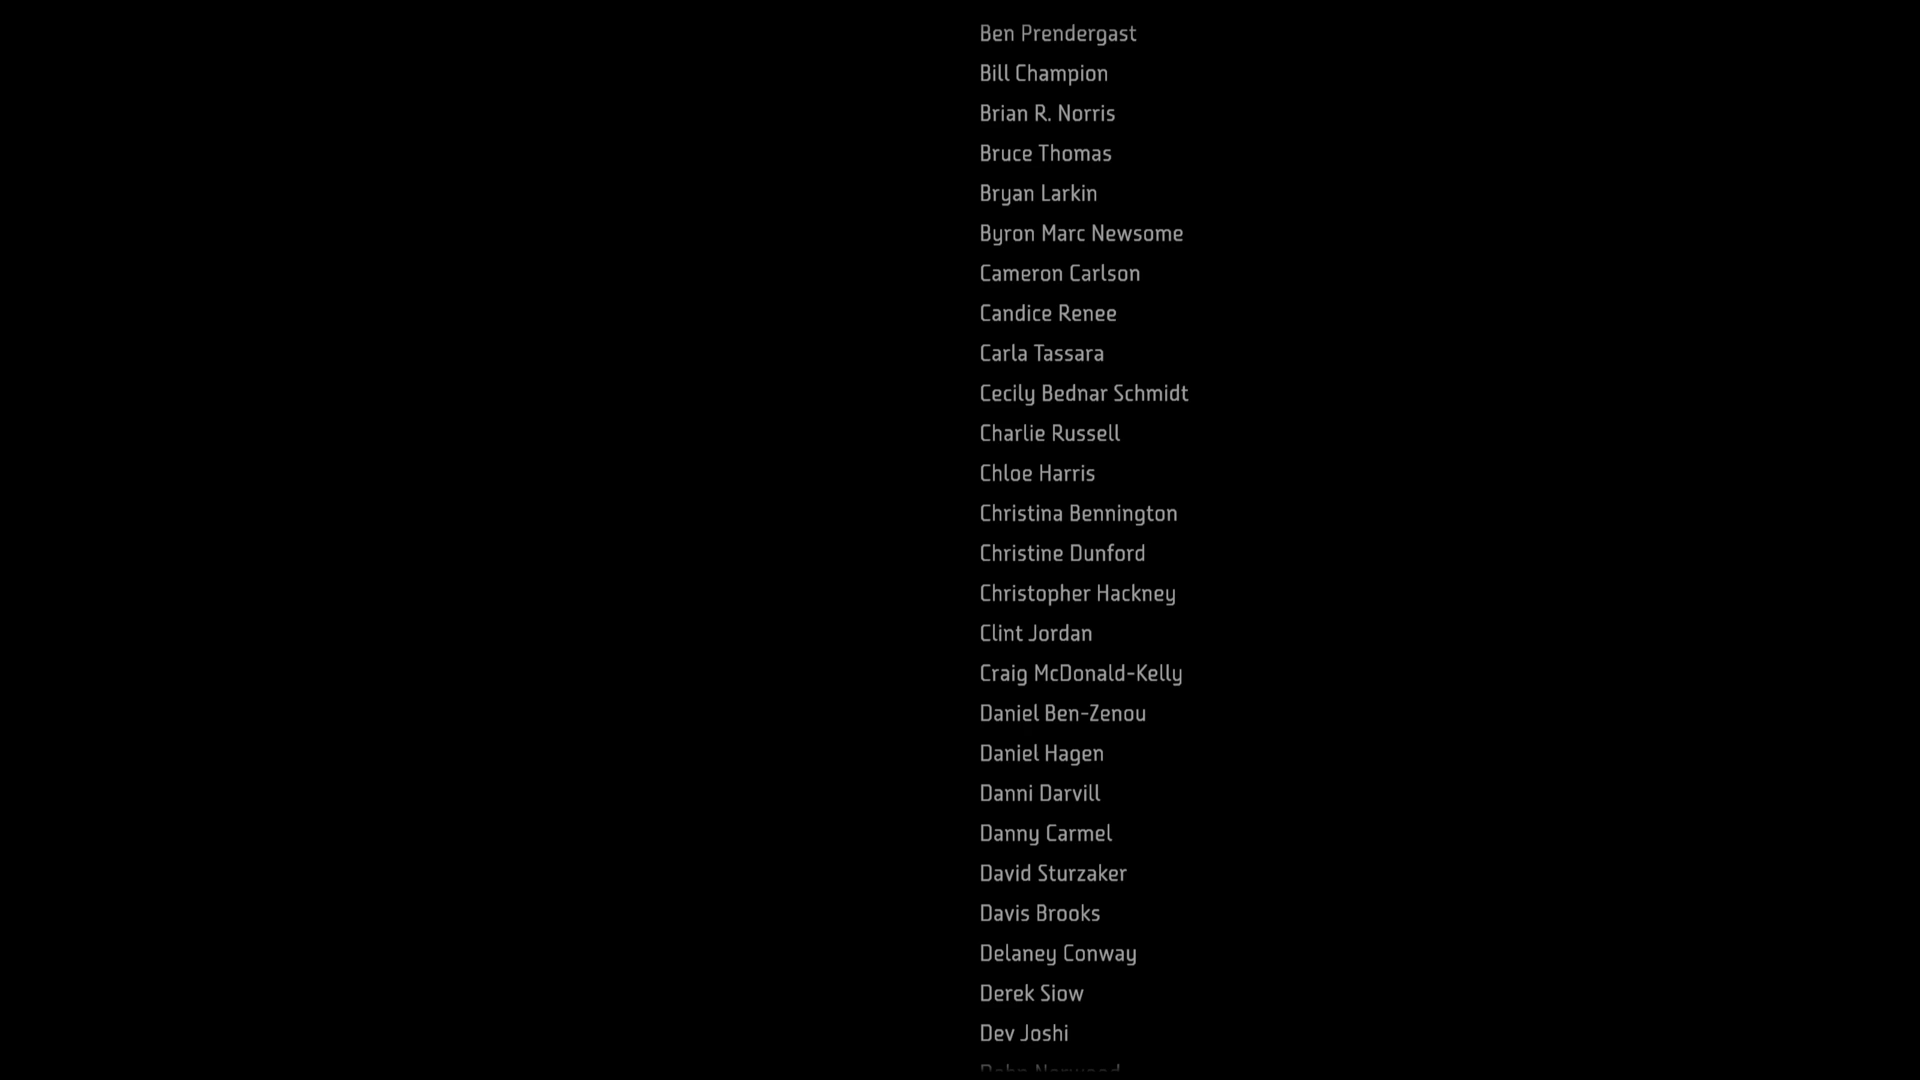 Ben Prendergast
Bill Champion
Brian R. Norris
Bruce Thomas
Bryan Larkin
Byron Marc Newsome
Cameron Carlson
Candice Renee
Carla Tassara
Cecily Bednar Schmidt
Charlie Russell
Chloe Harris
Christina Bennington
Christine Dunford
Christopher Hackney
Clint Jordan
Craig McDonald-Kelly
Daniel Ben-Zenou
Daniel Hagen
Danni Darvill
Danny Carmel
David Sturzaker
Davis Brooks
Delaney Conway
Derek Siow
Dev Joshi